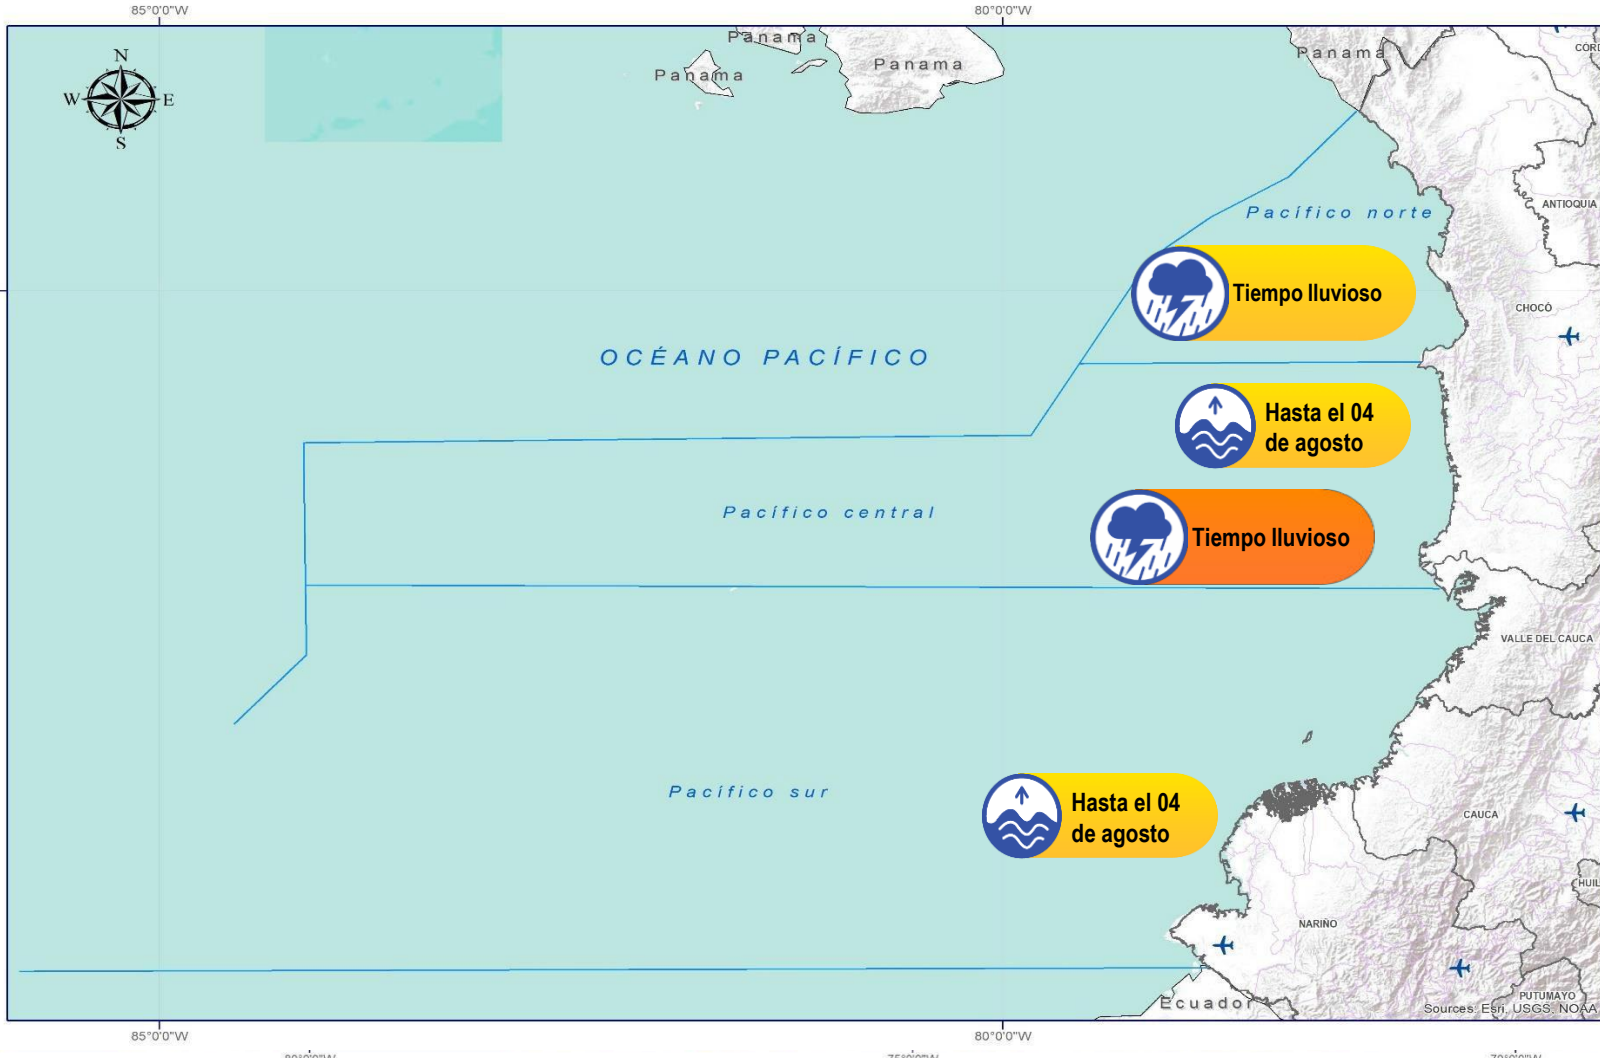 85°0'0"W
80°0'0"W
N
W
E
S
Panama
Panama
Panama
Panama
ANTIOQUIA
Pacífico norte
Tiempo lluvioso
CHOCÓ
OCÉANO PACÍFICO
Hasta el 04
de agosto
Pacífico central
Tiempo lluvioso
VALLE DEL CAUCA
Pacífico sur
Hasta el 04
de agosto
CAUCA
NARIÑO
PUTUMAYO
Ecuador
Sources: Esri, USGS, NOAA
85°0'0"W
80°0'0"W